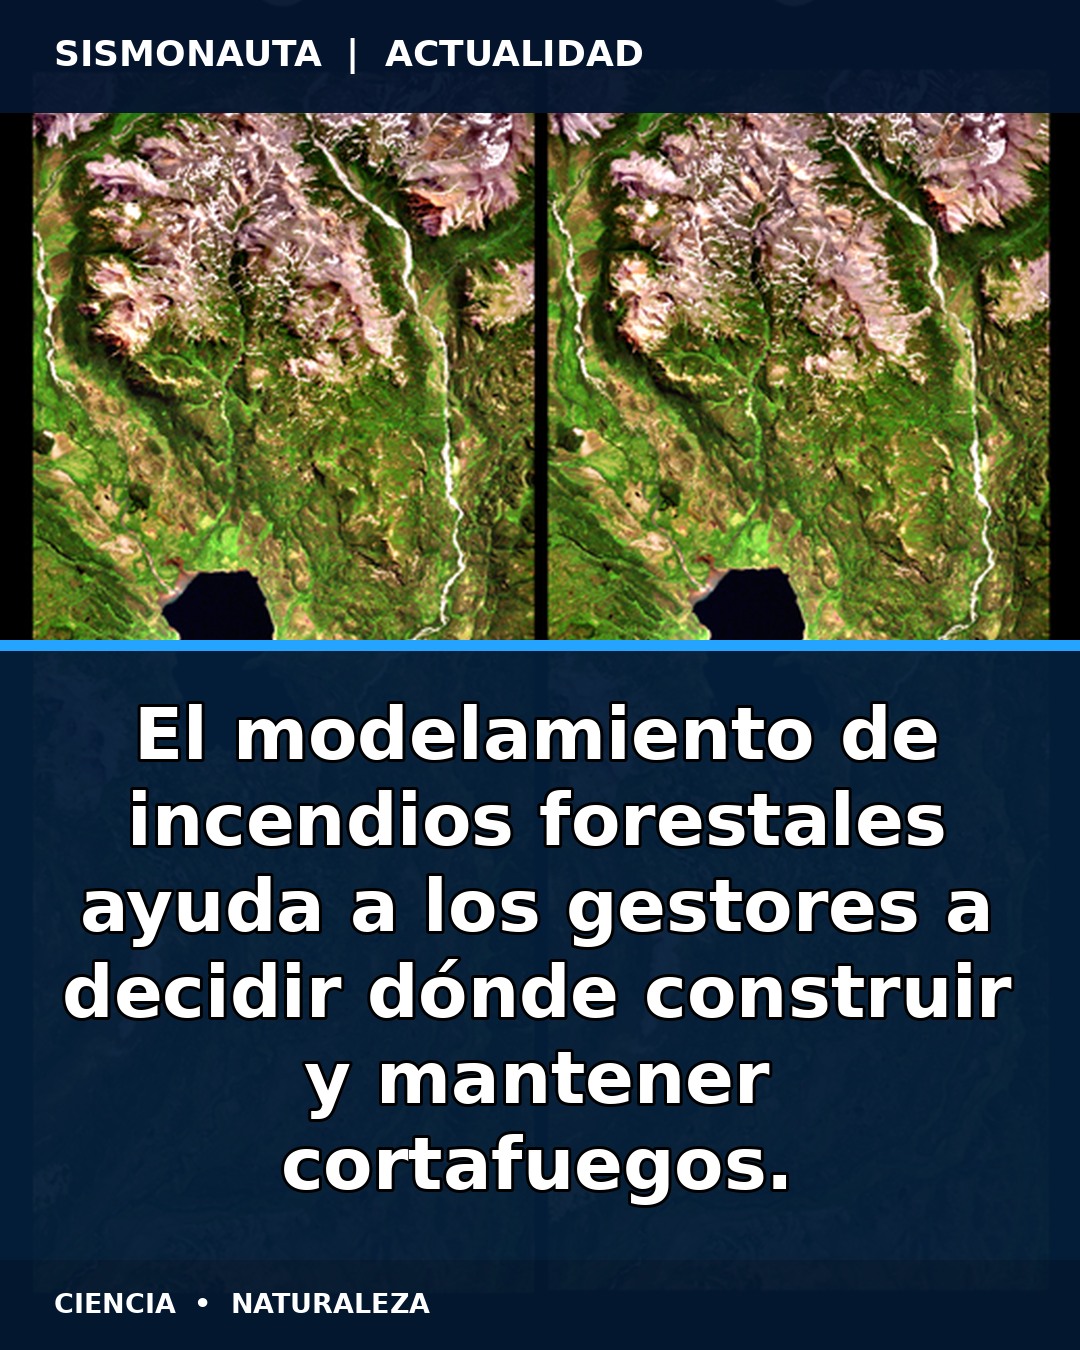 SISMONAUTA | ACTUALIDAD
El modelamiento de
incendios forestales
ayuda a los gestores a
decidir dónde construir
y mantener
cortafuegos.
CIENCIA • NATURALEZA